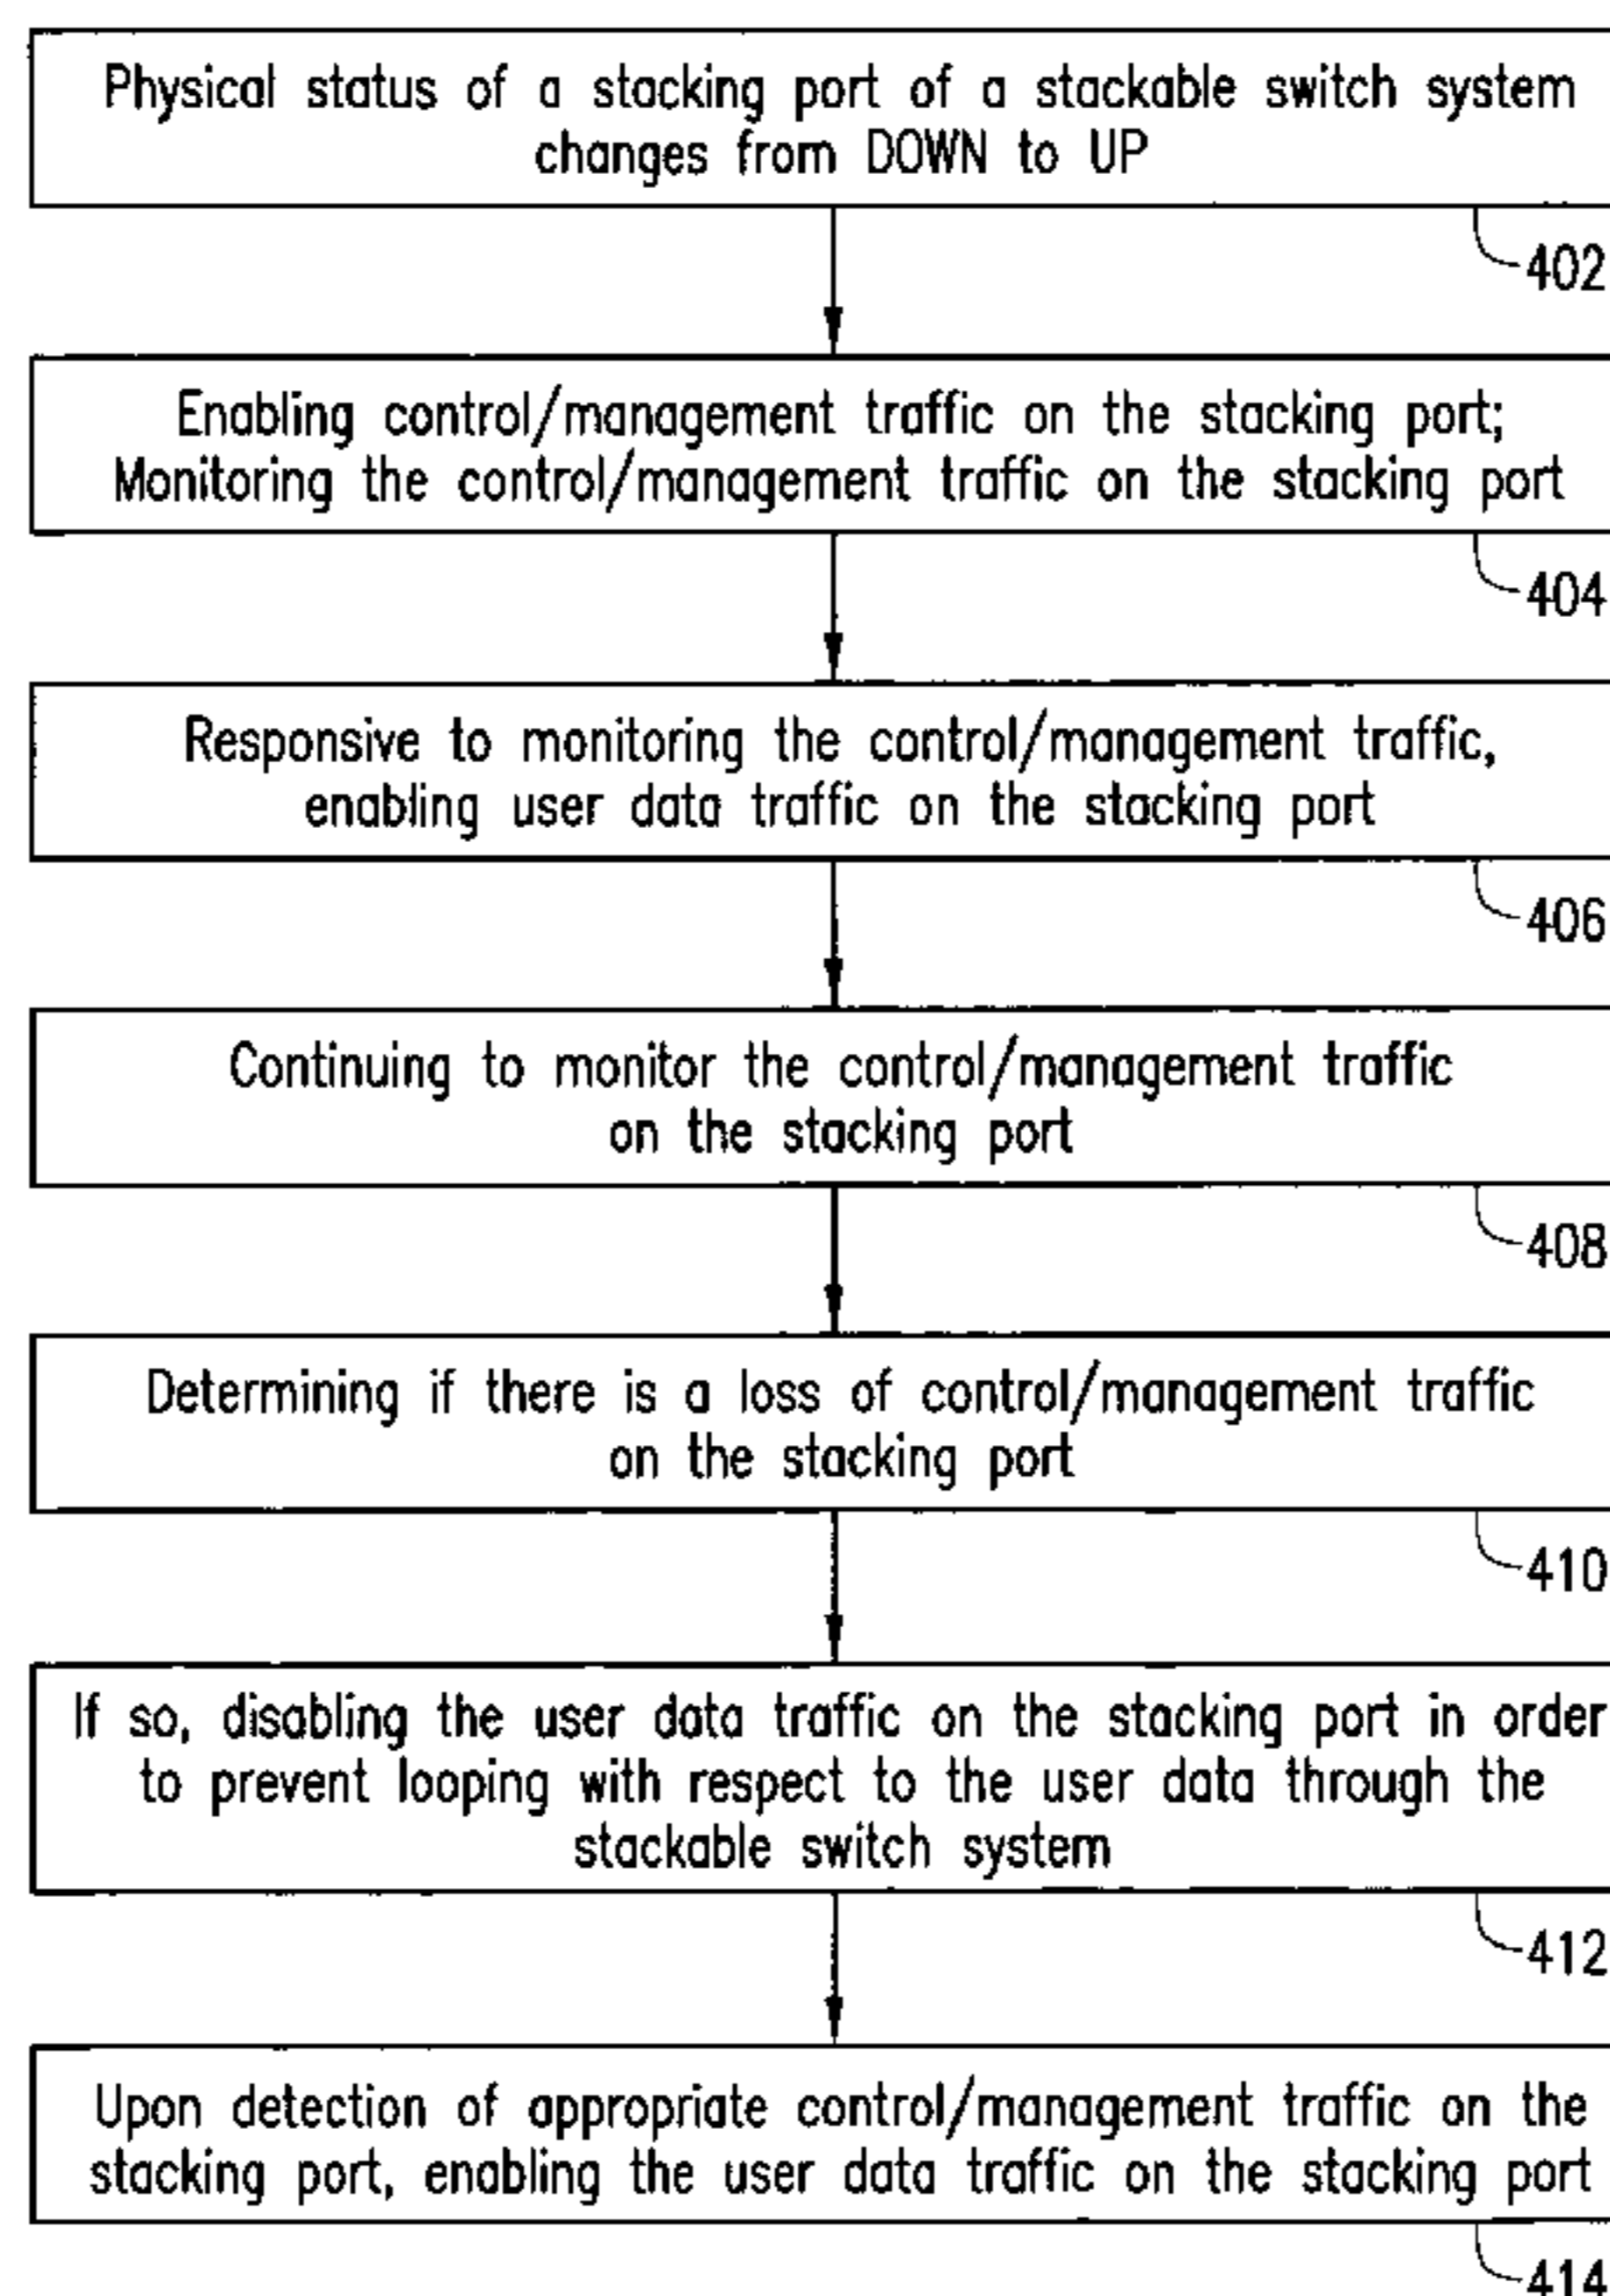 Physical status of a stacking port of a stackable switch system
changes from DOWN to UP
402
Enabling control/management traffic on the stacking port;
Monitoring the control/management traffic on the stacking port
404
Responsive to monitoring the control/management traffic,
enabling user data traffic on the stacking port
406
Continuing to monitor the control/management traffic
on the stacking port
408
Determining if there is a loss of control/management traffic
on the stacking port
410
If so, disabling the user data traffic on the stacking port in order
to prevent looping with respect to the user data through the
stackable switch system
412
Upon detection of appropriate control/management traffic on the
stacking port, enabling the user data traffic on the stacking port
414